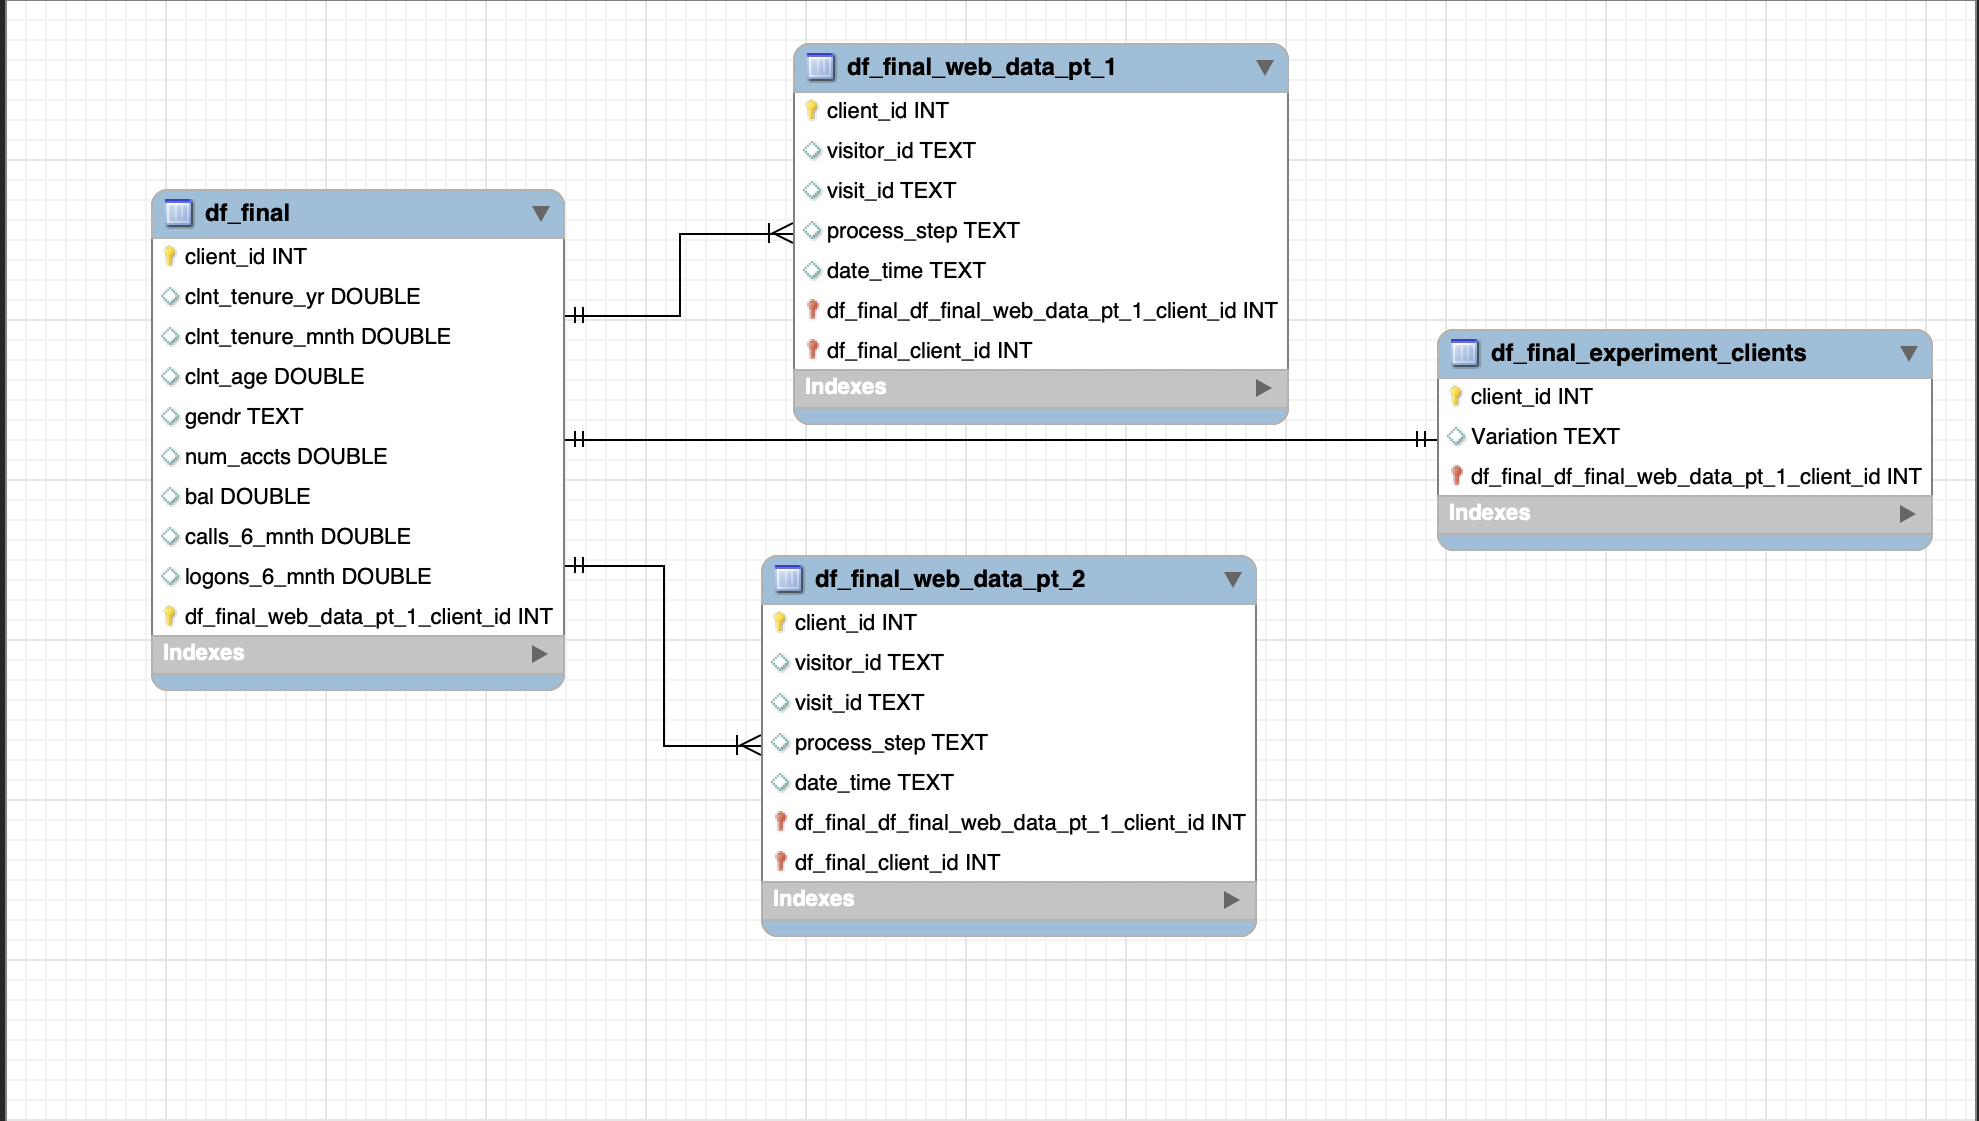 df_final
client_id INT
clnt_tenure_yr DOUBLE
clnt_tenure_mnth DOUBLE
clnt_age DOUBLE
gendr TEXT
num_accts DOUBLE
bal DOUBLE
calls_6_mnth DOUBLE
logons_6_mnth DOUBLE
df_final_web_data_pt_1_client_id INT
Indexes
df_final_web_data_pt_1
client_id INT
visitor_id TEXT
visit_id TEXT
process_step TEXT
date_time TEXT
df_final_df_final_web_data_pt_1_client_id INT
df_final_client_id INT
Indexes
df_final_experiment_clients
client_id INT
Variation TEXT
df_final_df_final_web_data_pt_1_client_id INT
Indexes
df_final_web_data_pt_2
client_id INT
visitor_id TEXT
visit_id TEXT
process_step TEXT
date_time TEXT
df_final_df_final_web_data_pt_1_client_id INT
df_final_client_id INT
Indexes